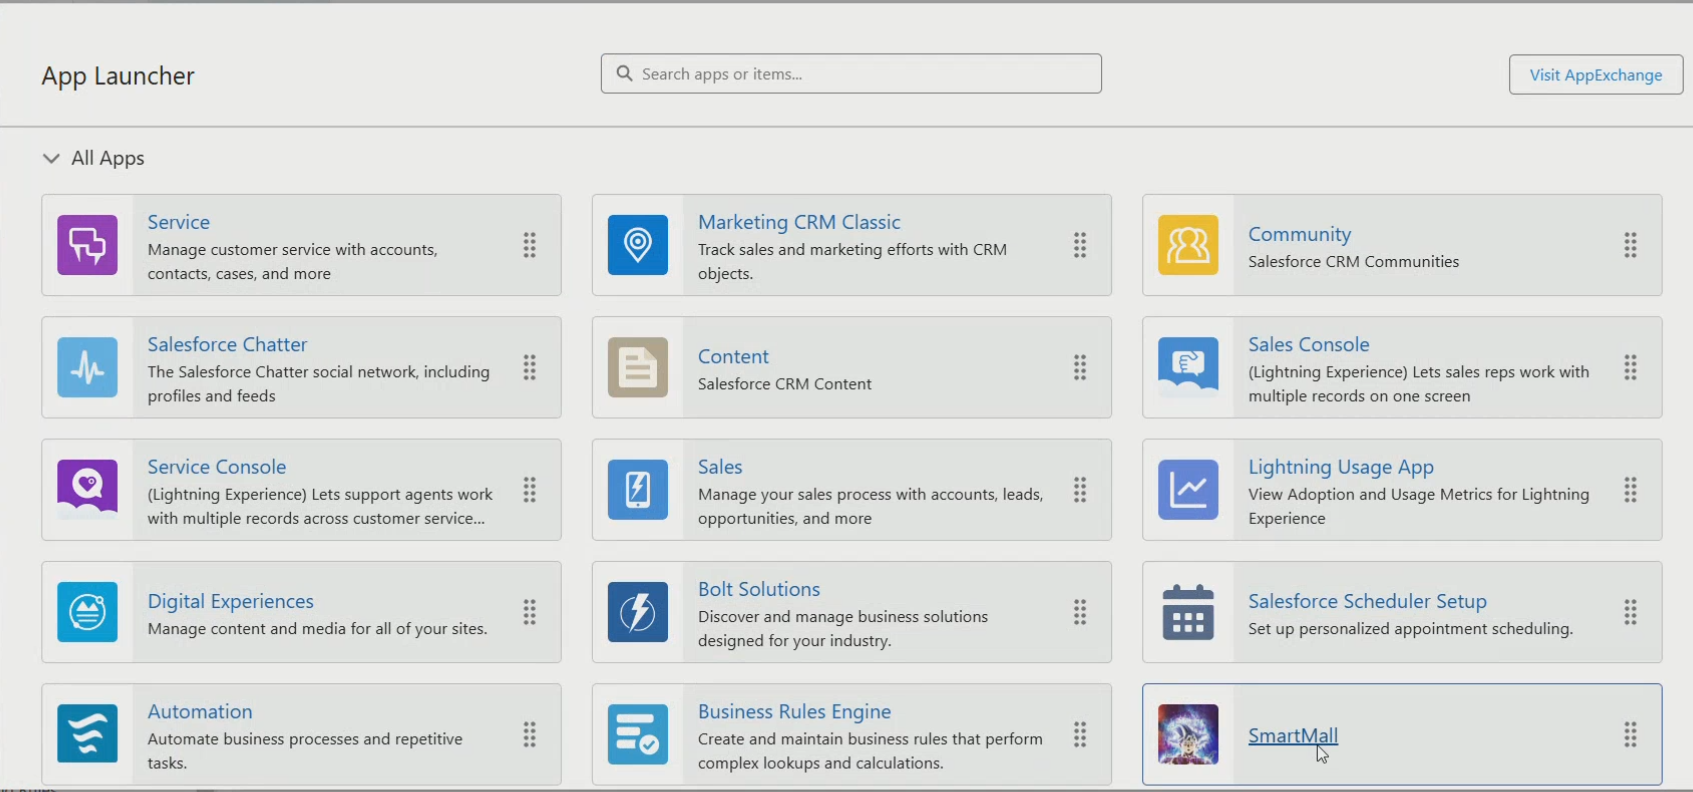 App Launcher
Search apps or items...
Visit AppExchange
All Apps
Service
Manage customer service with accounts,
contacts, cases, and more
Marketing CRM Classic
Track sales and marketing efforts with CRM
objects.
Community
Salesforce CRM Communities
Salesforce Chatter
The Salesforce Chatter social network, including
profiles and feeds
Content
Salesforce CRM Content
Sales Console
(Lightning Experience) Lets sales reps work with
multiple records on one screen
Service Console
(Lightning Experience) Lets support agents work
with multiple records across customer service...
Sales
Manage your sales process with accounts, leads,
opportunities, and more
Lightning Usage App
View Adoption and Usage Metrics for Lightning
Experience
Digital Experiences
Manage content and media for all of your sites.
Bolt Solutions
Discover and manage business solutions
designed for your industry.
Salesforce Scheduler Setup
Set up personalized appointment scheduling.
Automation
Automate business processes and repetitive
tasks.
Business Rules Engine
Create and maintain business rules that perform
complex lookups and calculations.
SmartMall